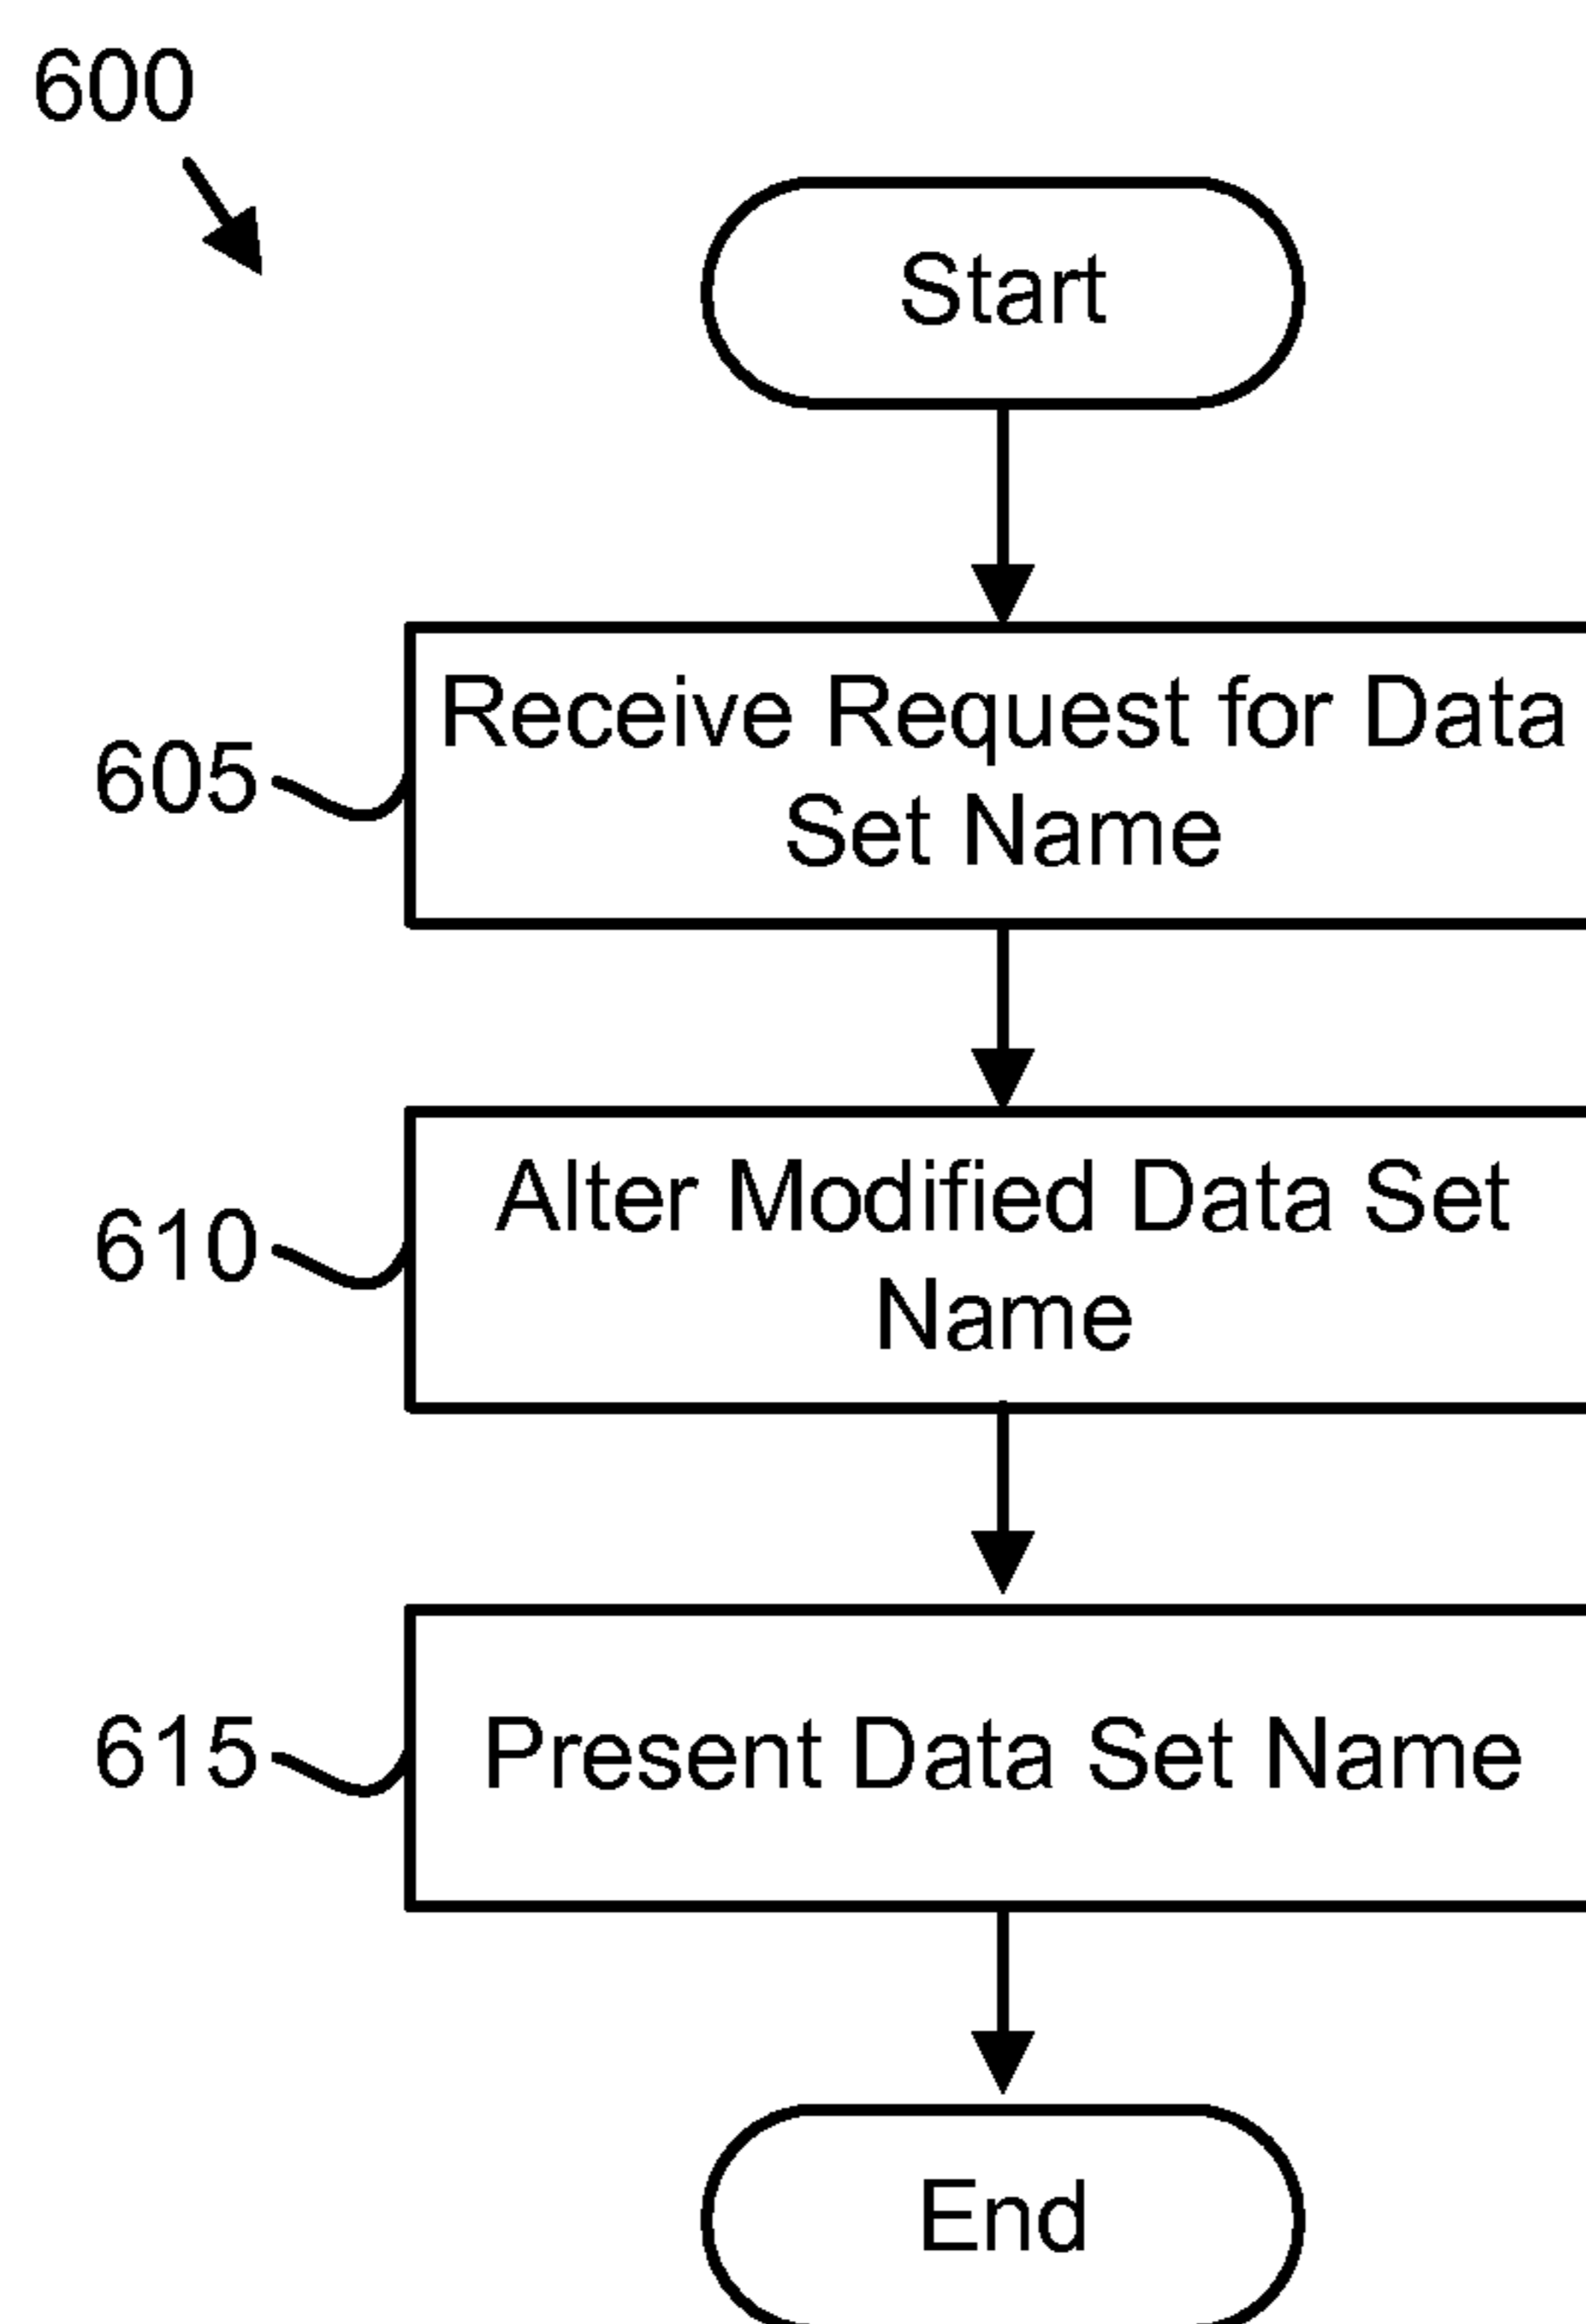 600
Start
605
Receive Request for Data
Set Name
610
Alter Modified Data Set
Name
615
Present Data Set Name
End